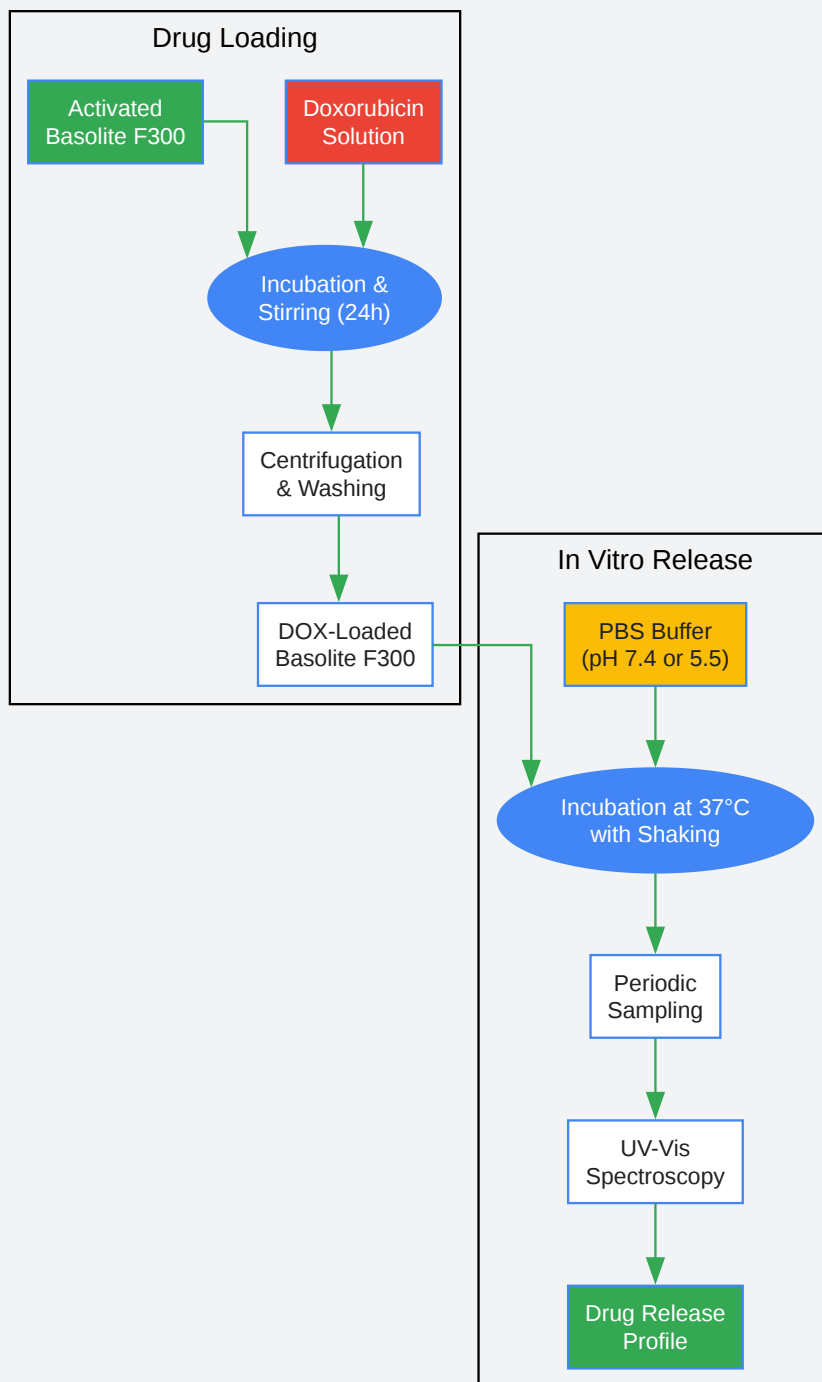 Drug Loading
Activated
Basolite F300
Doxorubicin
Solution
Incubation &
Stirring (24h)
Centrifugation
& Washing
DOX-Loaded
Basolite F300
In Vitro Release
PBS Buffer
(pH 7.4 or 5.5)
Incubation at 37°C
with Shaking
Periodic
Sampling
UV-Vis
Spectroscopy
Drug Release
Profile